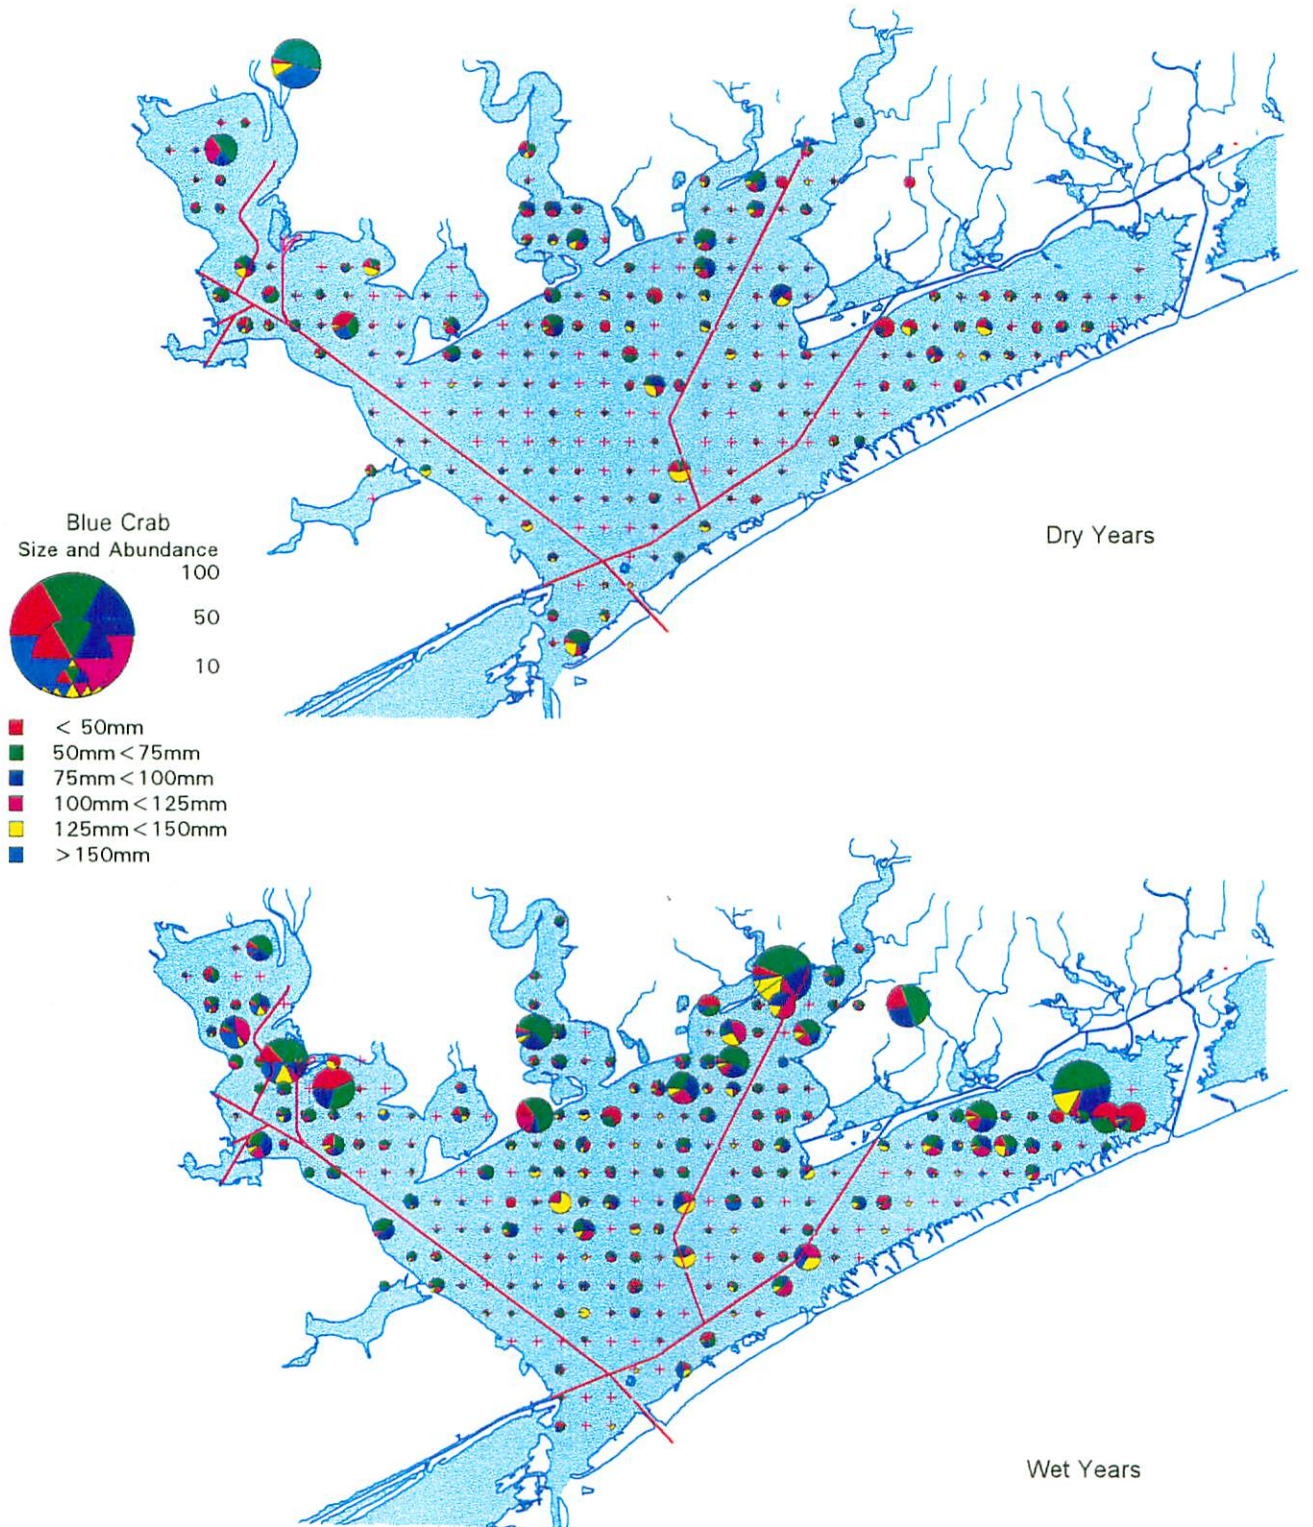 Dry Years
Blue Crab
Size and Abundance
100
50
10
< 50mm
50mm<75mm
75mm<100mm
100mm<125mm
125mm<150mm
>150mm
Wet Years